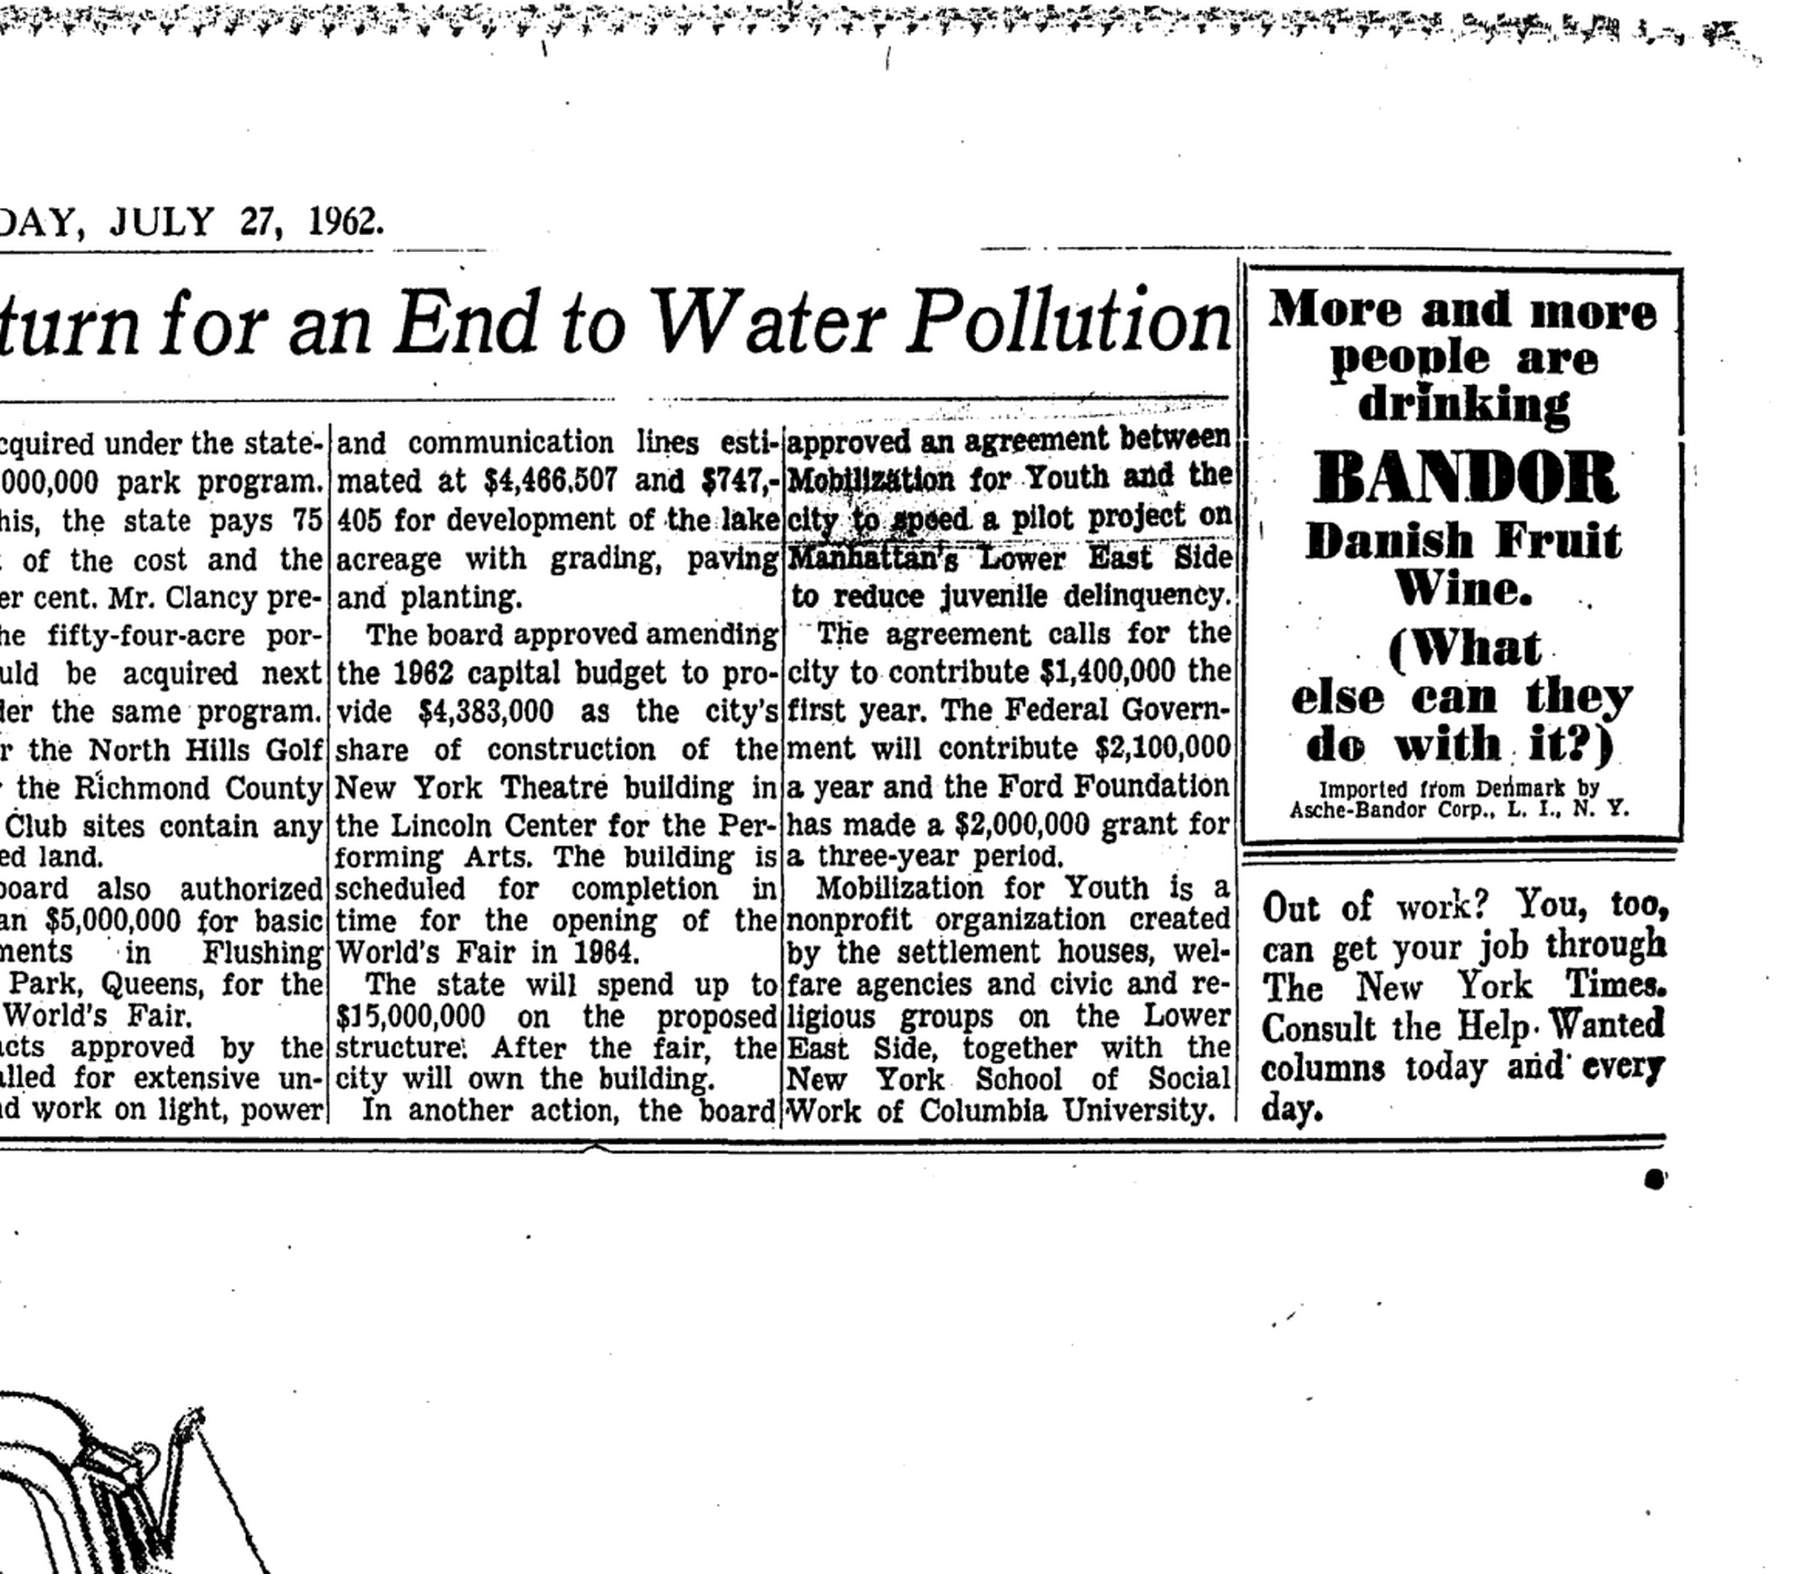 DAY, JULY 27, 1962.
turn for an End to Water Pollution
cquired under the state-
000,000 park program.
his, the state pays 75
of the cost and the
er cent. Mr. Clancy pre-
he fifty-four-acre por-
uld be acquired next
der the same program.
r the North Hills Golf
the Richmond County
Club sites contain any
ed land.
board also authorized
an $5,000,000 for basic
ments in Flushing
Park, Queens, for the
World's Fair.
acts approved by the
alled for extensive un-
nd work on light, power
and communication lines esti-
mated at $4,466,507 and $747,-
405 for development of the lake
acreage with grading, paving
and planting.
The board approved amending
the 1962 capital budget to pro-
vide $4,383,000 as the city's
share of construction of the
New York Theatre building in
the Lincoln Center for the Per-
forming Arts. The building is
scheduled for completion in
time for the opening of the
World's Fair in 1964.
The state will spend up to
$15,000,000 on the proposed
structure. After the fair, the
city will own the building.
In another action, the board
approved an agreement between
Mobilization for Youth and the
city to speed a pilot project on
Manhattan's Lower East Side
to reduce juvenile delinquency.
The agreement calls for the
city to contribute $1,400,000 the
first year. The Federal Govern-
ment will contribute $2,100,000
a year and the Ford Foundation
has made a $2,000,000 grant for
a three-year period.
Mobilization for Youth is a
nonprofit organization created
by the settlement houses, wel-
fare agencies and civic and re-
ligious groups on the Lower
East Side, together with the
New York School of Social
Work of Columbia University.
More and more
people are
drinking
BANDOR
Danish Fruit
Wine.
(What
else can they
do with it?)
Imported from Denmark by
Asche-Bandor Corp., L. I., N. Y.
Out of work? You, too,
can get your job through
The New York Times.
Consult the Help Wanted
columns today and every
day.